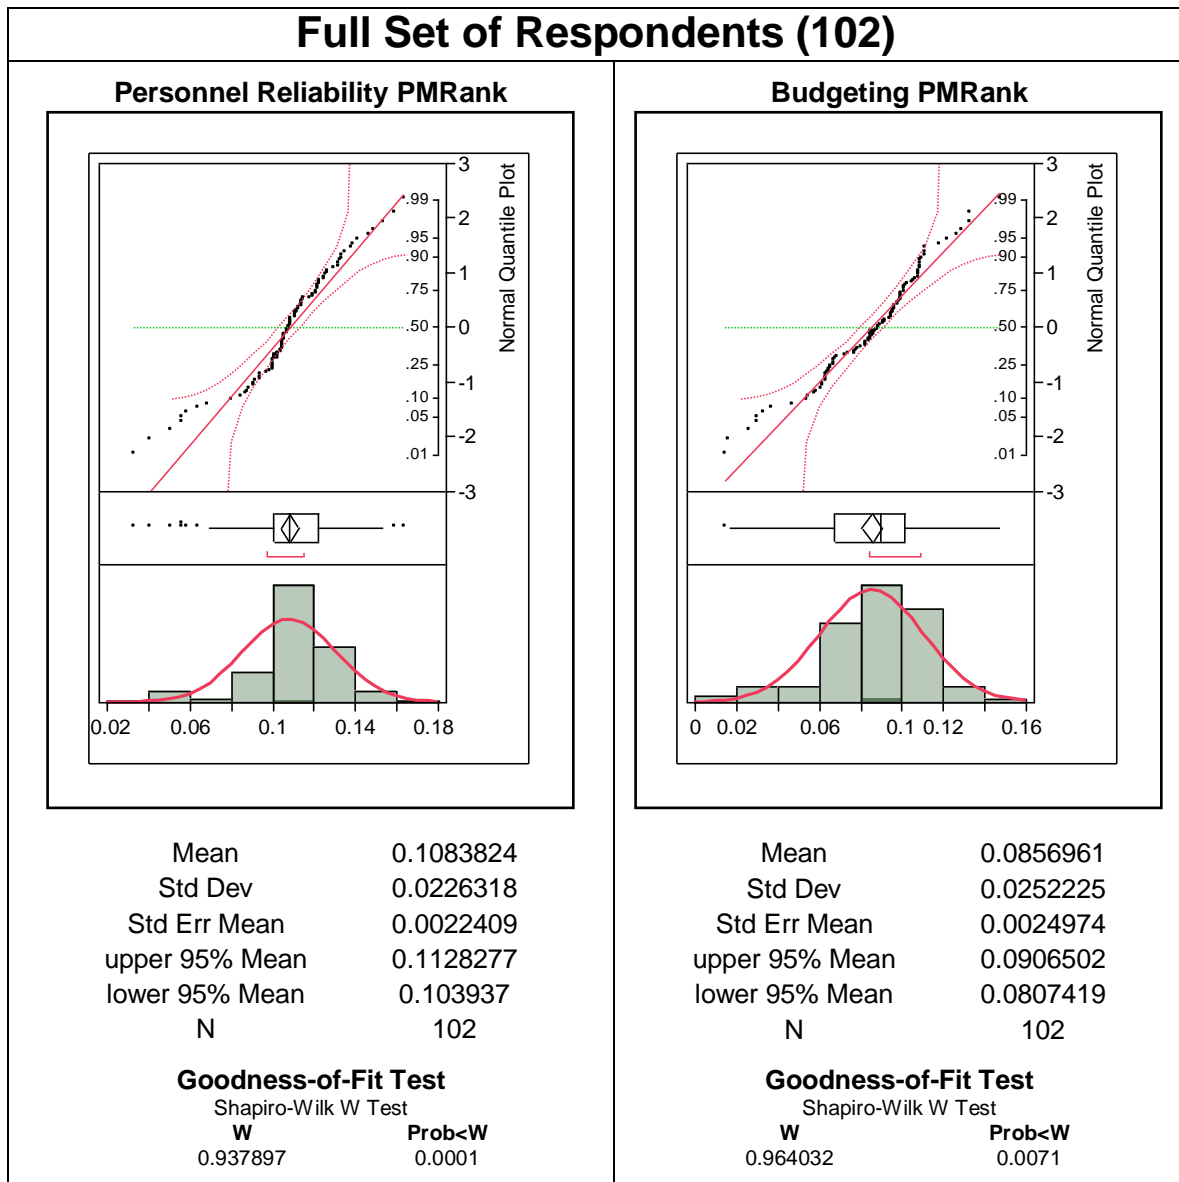 Full Set of Respondents (102)
Personnel Reliability PMRank
3
.99
2
.95
.90
1
.75
.50
0
.25
-1
.10
.05
-2
.01
-3
Normal Quantile Plot
0.02 0.06 0.1 0.14 0.18
Mean 0.1083824
Std Dev 0.0226318
Std Err Mean 0.0022409
upper 95% Mean 0.1128277
lower 95% Mean 0.103937
N 102
Goodness-of-Fit Test
Shapiro-Wilk W Test
W Prob<W
0.937897 0.0001
Budgeting PMRank
3
.99
2
.95
.90
1
.75
.50
0
.25
-1
.10
.05
-2
.01
-3
Normal Quantile Plot
0 0.02 0.06 0.1 0.12 0.16
Mean 0.0856961
Std Dev 0.0252225
Std Err Mean 0.0024974
upper 95% Mean 0.0906502
lower 95% Mean 0.0807419
N 102
Goodness-of-Fit Test
Shapiro-Wilk W Test
W Prob<W
0.964032 0.0071